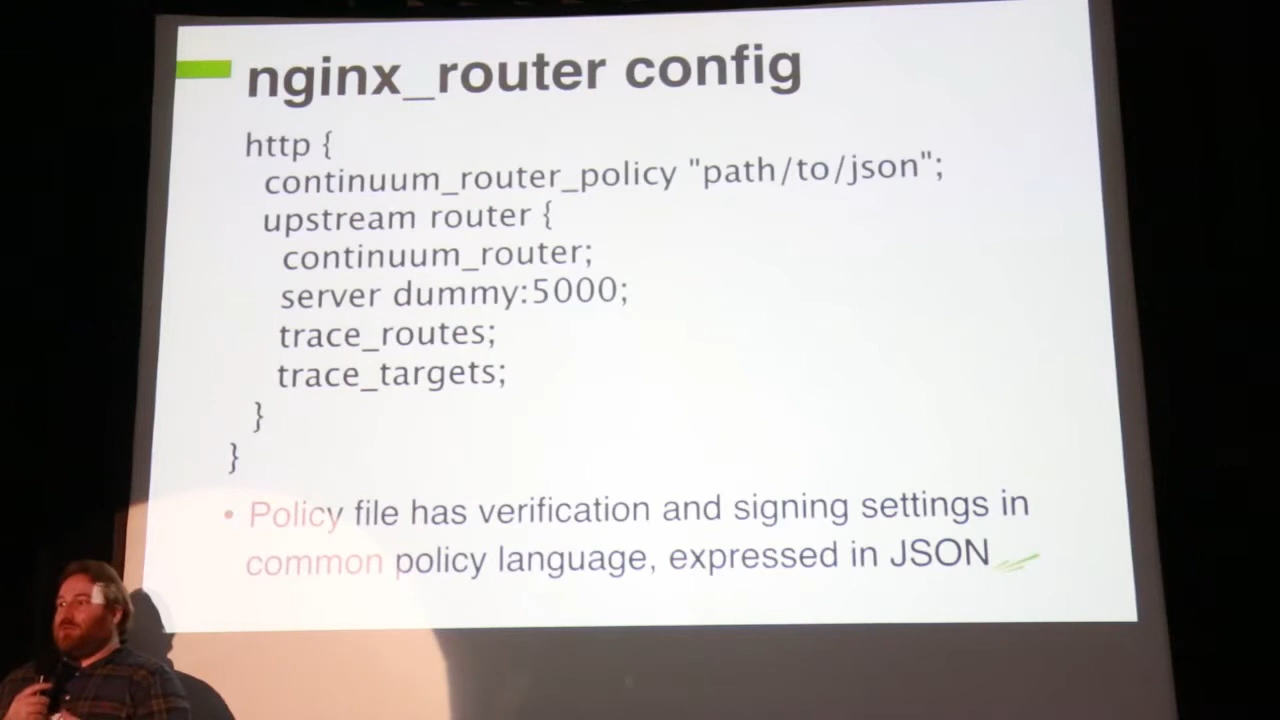 nginx_router config
http {
continuum_router_policy "path/to/json";
upstream router {
continuum_router;
server dummy:5000;
trace_routes;
trace_targets;
}
}
• Policy file has verification and signing settings in
common policy language, expressed in JSON